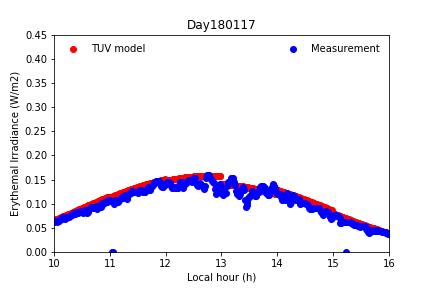 Day180117
0.45
0.40
0.35
0.30
0.25
0.20
0.15
0.10
0.05
0.00
Erythemal Irradiance (W/m2)
TUV model
Measurement
10 11 12 13 14 15 16
Local hour (h)